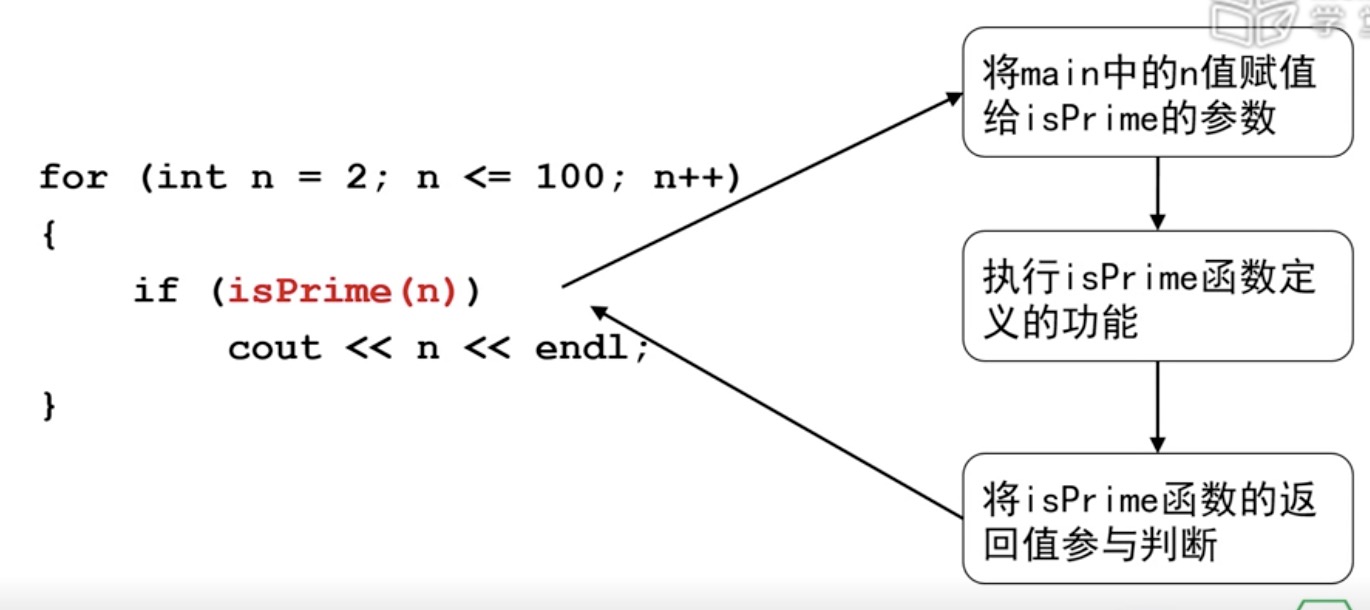 学
for (int n = 2; n <= 100; n++)
{
if (isPrime(n))
cout << n << endl;
}
将main中的n值赋值
给isPrime的参数
执行isPrime函数定
义的功能
将isPrime函数的返
回值参与判断